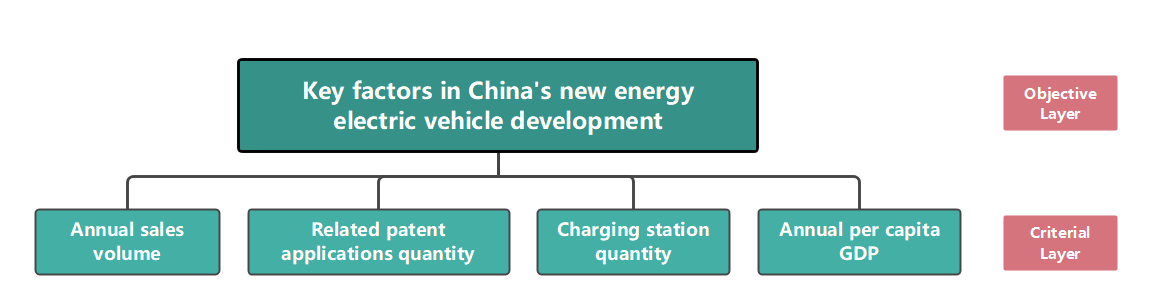 Key factors in China's new energy
electric vehicle development
Objective
Layer
Annual sales
volume
Related patent
applications quantity
Charging station
quantity
Annual per capita
GDP
Criterial
Layer